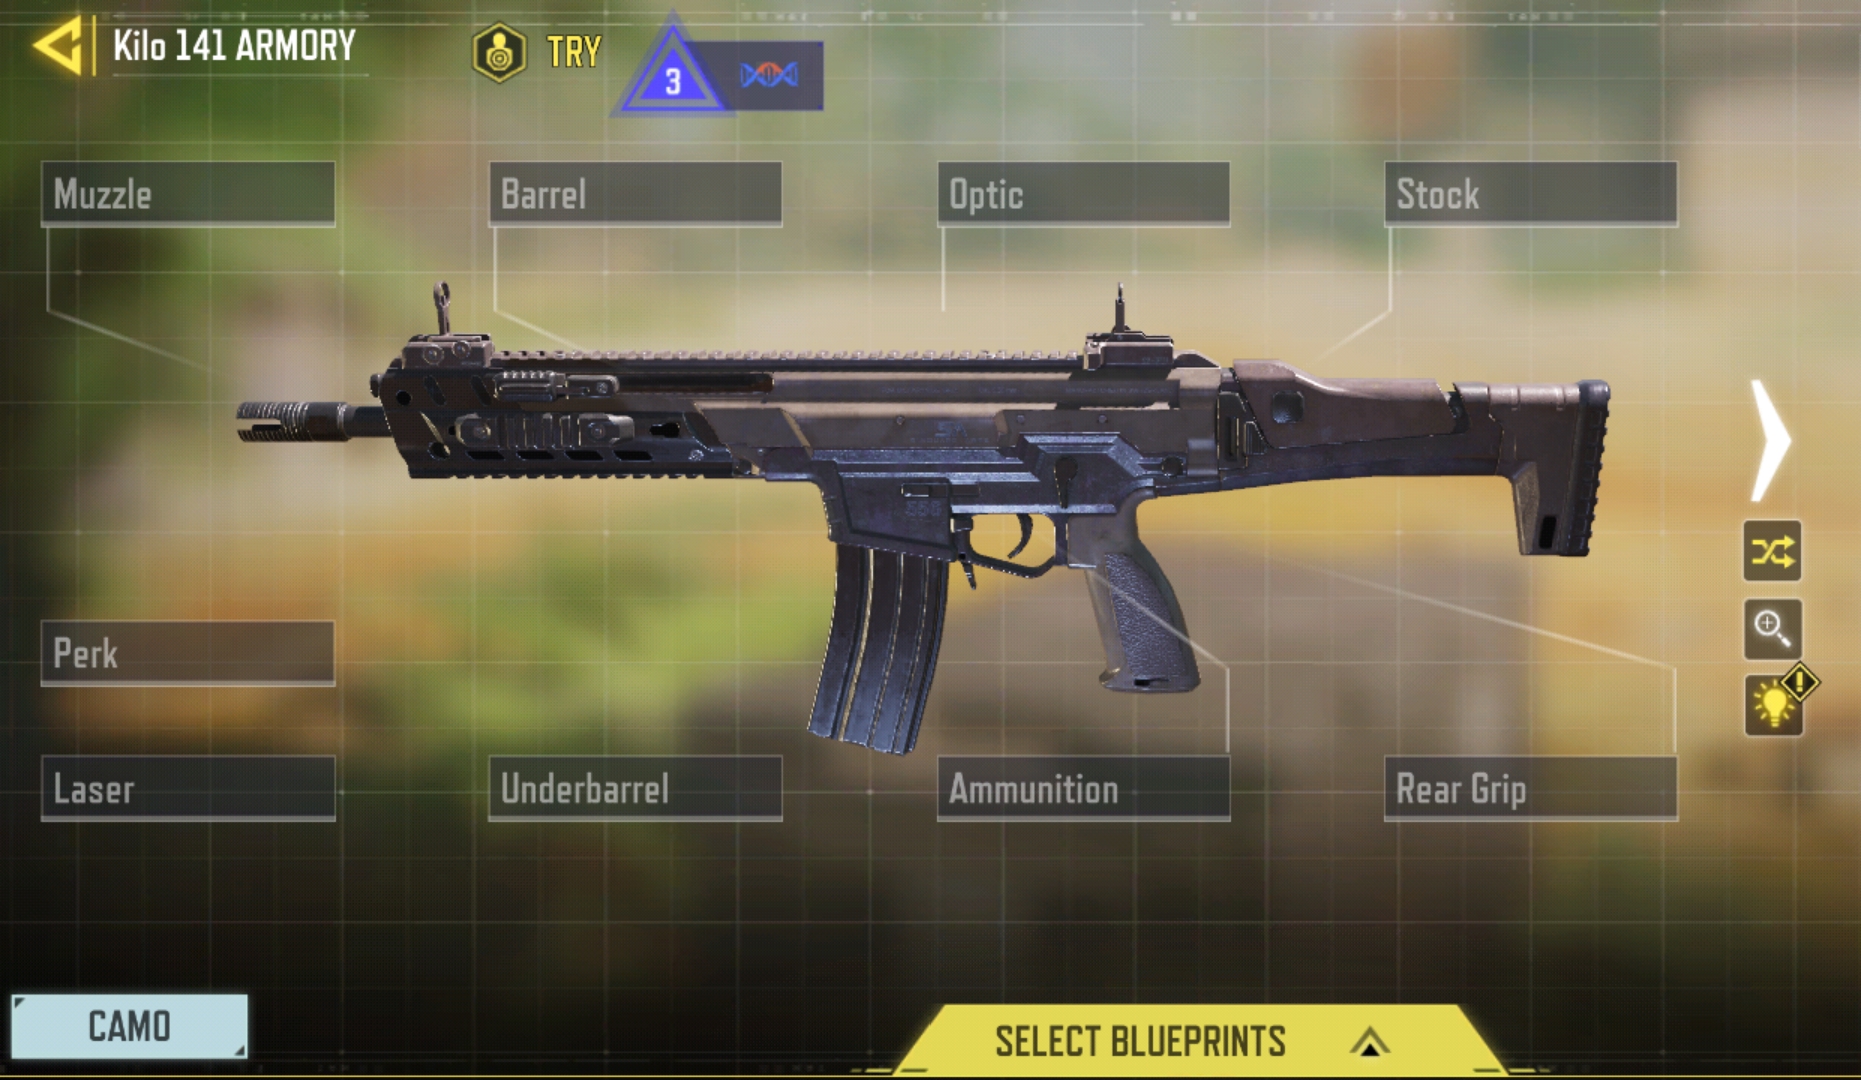 Kilo 141 ARMORY
TRY
3
Muzzle
Barrel
Optic
Stock
Perk
Laser
Underbarrel
Ammunition
Rear Grip
CAMO
SELECT BLUEPRINTS